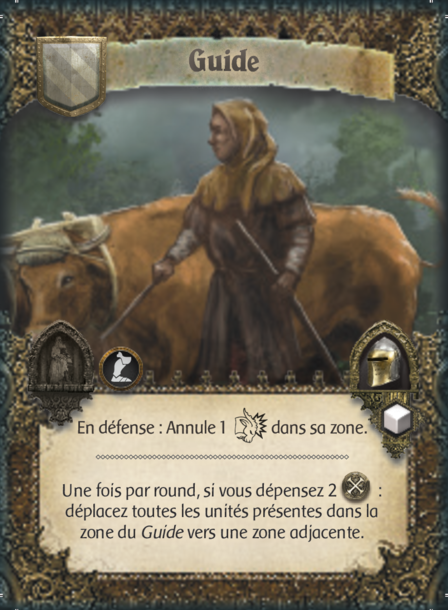 Guide
En défense : Annule 1 dans sa zone.
Une fois par round, si vous dépensez 2 :
déplacez toutes les unités présentes dans la
zone du Guide vers une zone adjacente.